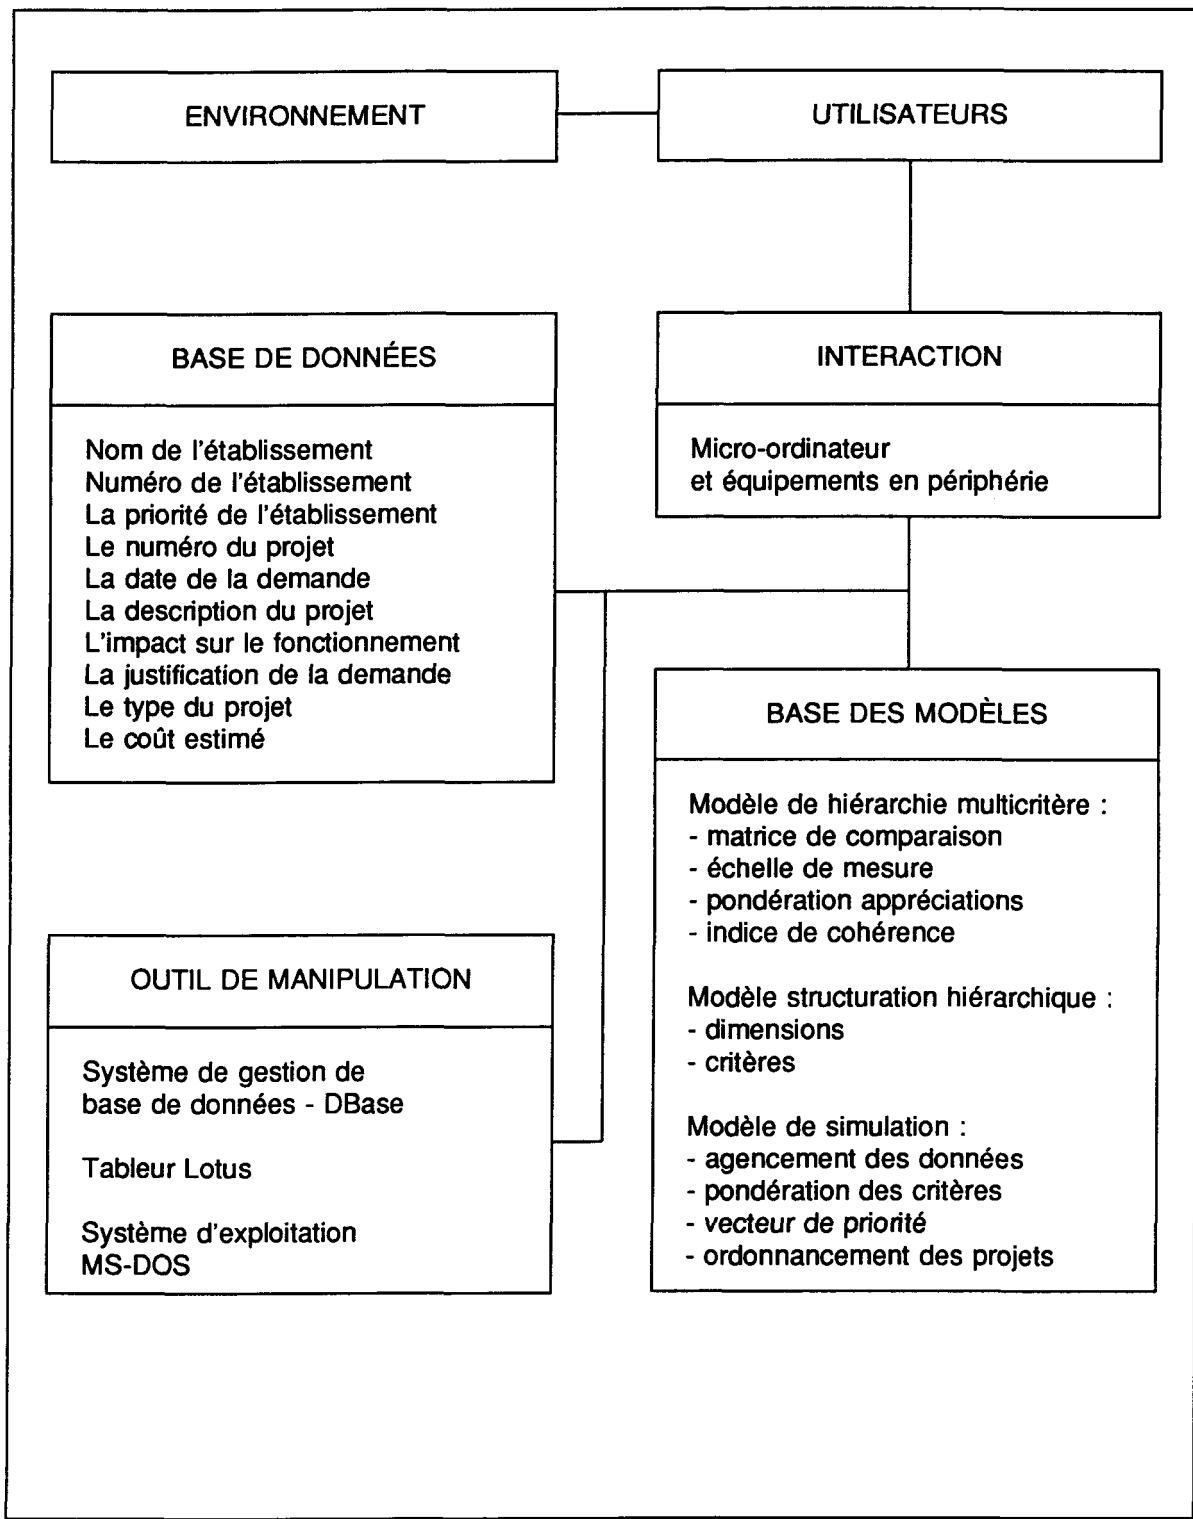 ENVIRONNEMENT
UTILISATEURS
BASE DE DONNÉES
Nom de l'établissement
Numéro de l'établissement
La priorité de l'établissement
Le numéro du projet
La date de la demande
La description du projet
L'impact sur le fonctionnement
La justification de la demande
Le type du projet
Le coût estimé
INTERACTION
Micro-ordinateur
et équipements en périphérie
OUTIL DE MANIPULATION
Système de gestion de
base de données - DBase
Tableur Lotus
Système d'exploitation
MS-DOS
BASE DES MODÈLES
Modèle de hiérarchie multicritère :
- matrice de comparaison
- échelle de mesure
- pondération appréciations
- indice de cohérence
Modèle structuration hiérarchique :
- dimensions
- critères
Modèle de simulation :
- agencement des données
- pondération des critères
- vecteur de priorité
- ordonnancement des projets